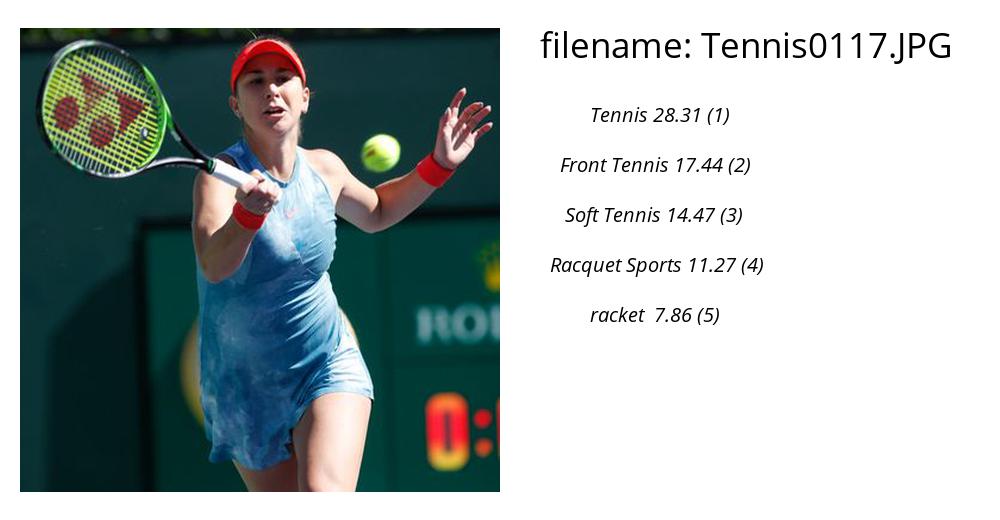 filename: Tennis0117.JPG
Tennis 28.31 (1)
Front Tennis 17.44 (2)
Soft Tennis 14.47 (3)
Racquet Sports 11.27 (4)
racket  7.86 (5)
0: